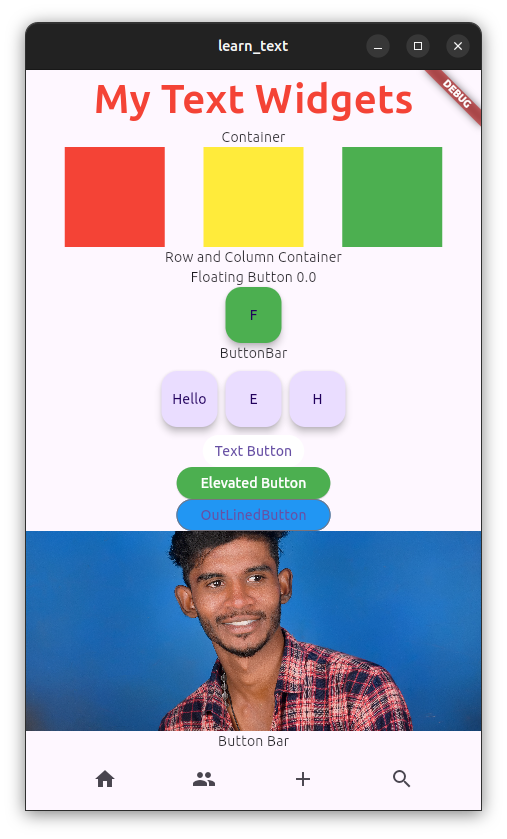 learn_text
DEBUG
My Text Widgets
Container
Row and Column Container
Floating Button 0.0
F
ButtonBar
Hello E H
Text Button
Elevated Button
OutLinedButton
Button Bar